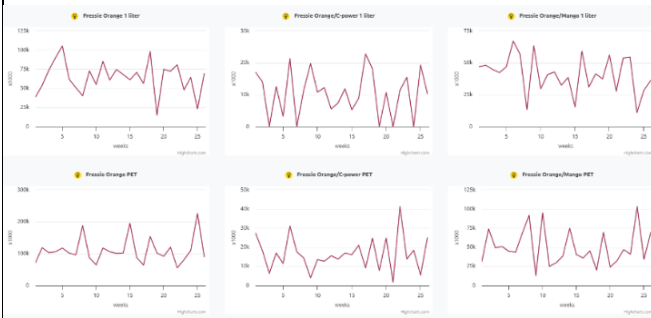 Fressie Orange 1 liter
125k
100k
75k
50k
25k
0
x1000
5
10
15
20
25
weeks
Highcharts.com
Fressie Orange/C-power 1 liter
30k
20k
10k
0
x1000
5
10
15
20
25
weeks
Highcharts.com
Fressie Orange/Mango 1 liter
75k
50k
25k
0
x1000
5
10
15
20
25
weeks
Highcharts.com
Fressie Orange PET
300k
200k
100k
0
x1000
5
10
15
20
25
weeks
Highcharts.com
Fressie Orange/C-power PET
50k
40k
30k
20k
10k
0
x1000
5
10
15
20
25
weeks
Highcharts.com
Fressie Orange/Mango PET
125k
100k
75k
50k
25k
0
x1000
5
10
15
20
25
weeks
Highcharts.com